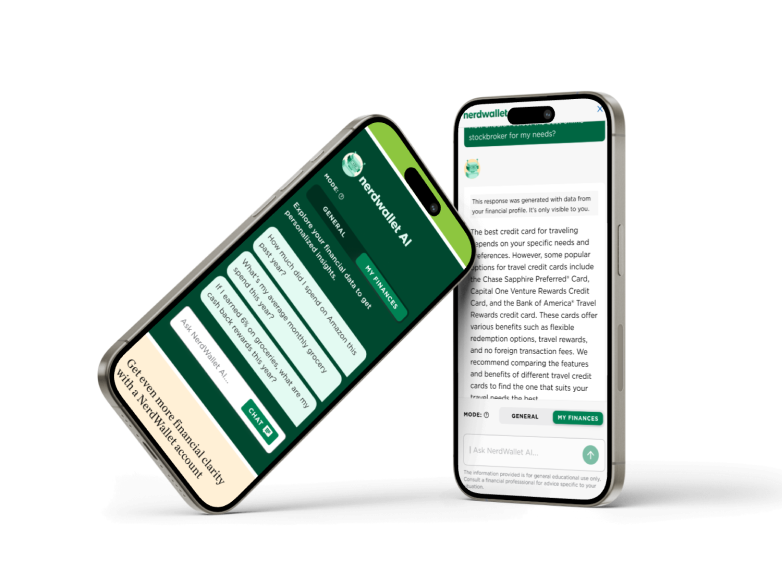 nerdwallet AI
MODE:
GENERAL
MY FINANCES
Explore your financial data to get
personalized insights.
How much did I spend on Amazon this
past year?
What's my average monthly grocery
spend this year?
If I earned 6% on groceries, what are my
cash back rewards this year?
Ask NerdWallet AI...
CHAT
Get even more financial clarity
with a NerdWallet account
nerdwallet
stockbroker for my needs?
This response was generated with data from
your financial profile. It's only visible to you.
The best credit card for traveling
depends on your specific needs and
preferences. However, some popular
options for travel credit cards include
the Chase Sapphire Preferred® Card,
Capital One Venture Rewards Credit
Card, and the Bank of America® Travel
Rewards credit card. These cards offer
various benefits such as flexible
redemption options, travel rewards,
and no foreign transaction fees. We
recommend comparing the features
and benefits of different travel credit
cards to find the one that suits your
travel needs the best.
MODE:
GENERAL
MY FINANCES
Ask NerdWallet AI...
The information provided is for general educational use only.
Consult a financial professional for advice specific to your
situation.